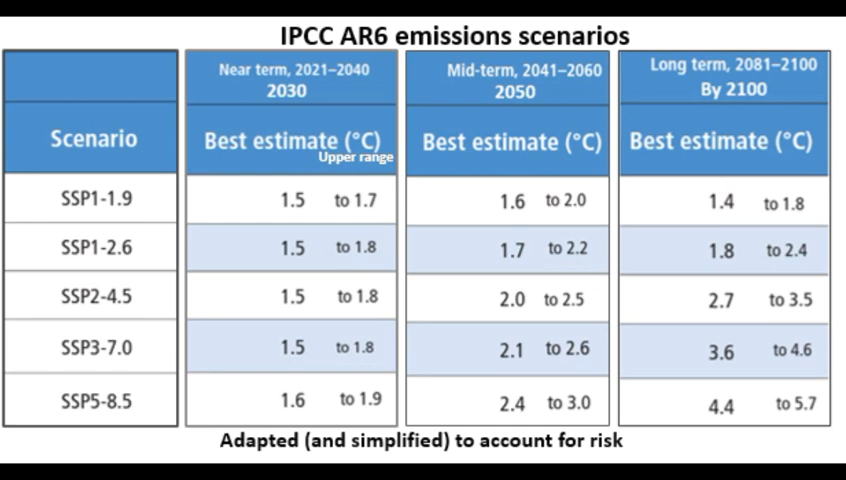 IPCC AR6 emissions scenarios
Near term, 2021–2040 Mid-term, 2041–2060 Long term, 2081–2100
2030 2050 By 2100
Scenario Best estimate (°C) Best estimate (°C) Best estimate (°C)
Upper range
SSP1-1.9 1.5 to 1.7 1.6 to 2.0 1.4 to 1.8
SSP1-2.6 1.5 to 1.8 1.7 to 2.2 1.8 to 2.4
SSP2-4.5 1.5 to 1.8 2.0 to 2.5 2.7 to 3.5
SSP3-7.0 1.5 to 1.8 2.1 to 2.6 3.6 to 4.6
SSP5-8.5 1.6 to 1.9 2.4 to 3.0 4.4 to 5.7
Adapted (and simplified) to account for risk